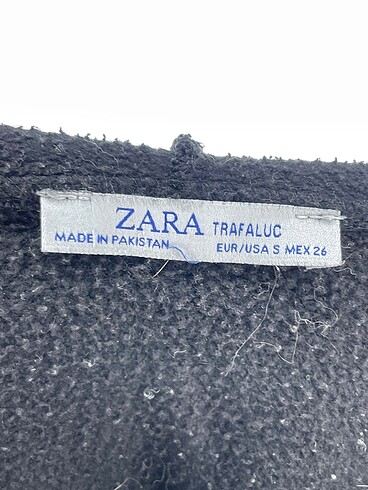 ZARA TRAFALUC
MADE IN PAKISTAN EUR/USA S MEX 26